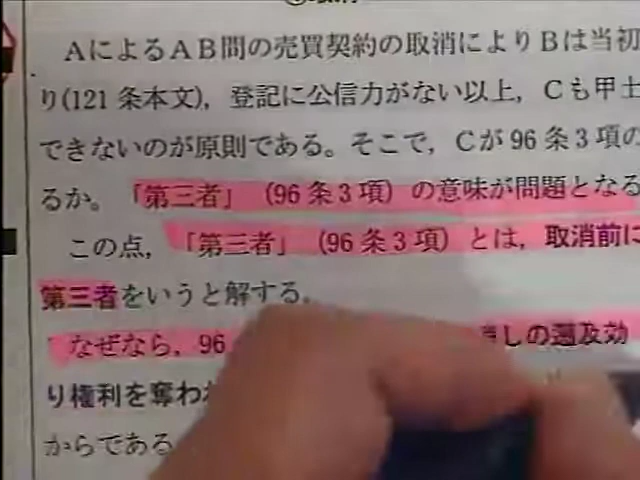 AによるAB間の売買契約の取消によりBは当初
り(121条本文)，登記に公信力がない以上，Cも甲土
できないのが原則である。そこで，Cが96条3項の
るか。「第三者」（96条3項）の意味が問題となる
この点，「第三者」（96条3項）とは，取消前に
第三者をいうと解する。
なぜなら，96 しの遡及効
り権利を奪わ
からである